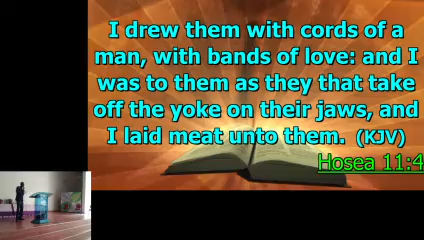 I drew them with cords of a
man, with bands of love: and I
was to them as they that take
off the yoke on their jaws, and
I laid meat unto them. (KJV)
Hosea 11:4